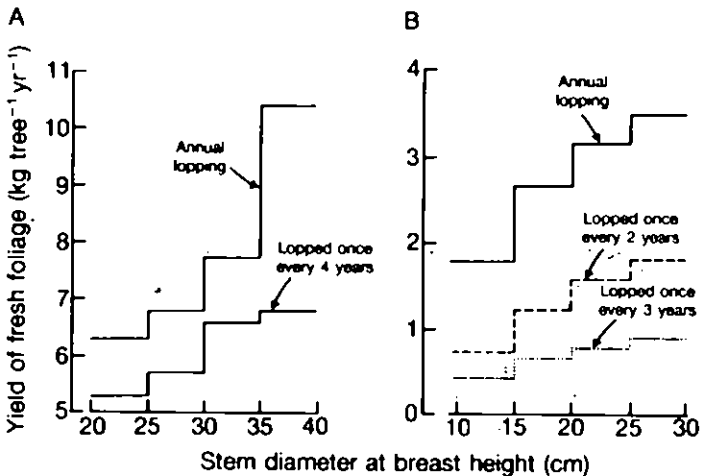 A
B
Yield of fresh foliage (kg tree⁻¹ yr⁻¹)
11
10
9
8
7
6
5
Annual
lopping
Lopped once
every 4 years
20 25 30 35 40
4
3
2
1
0
Annual
lopping
Lopped once
every 2 years
Lopped once
every 3 years
10 15 20 25 30
Stem diameter at breast height (cm)